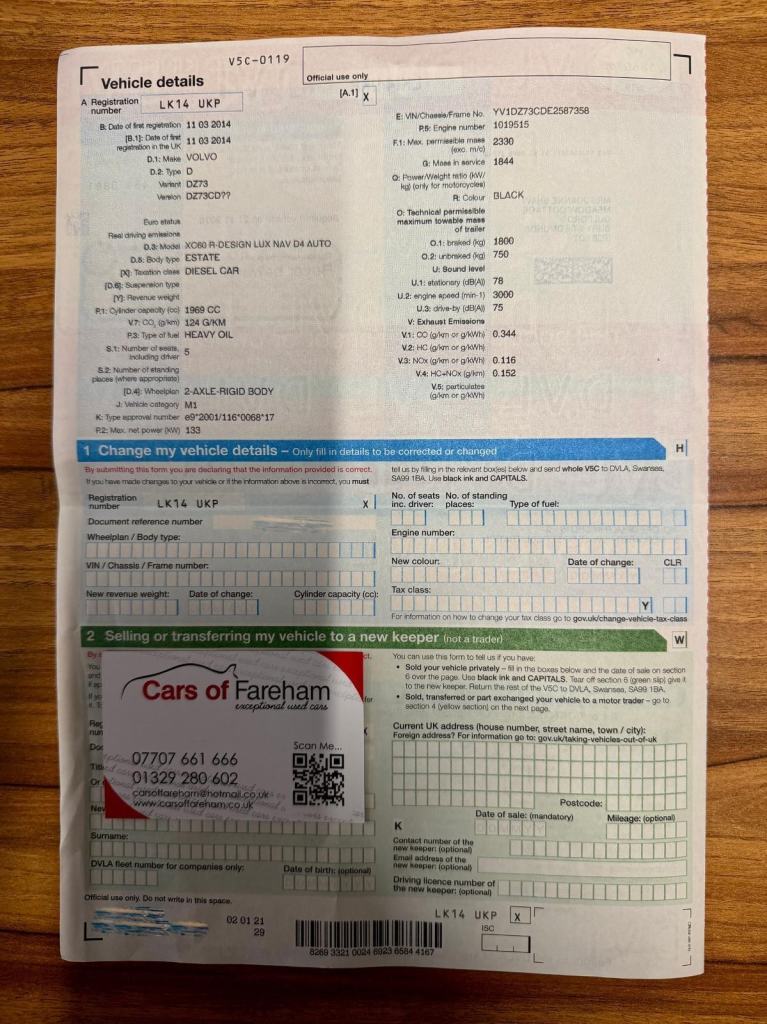 V5C-0119
Official use only
Vehicle details
A Registration number LK14 UKP
[A.1] X
B: Date of first registration 11 03 2014
[B.1]: Date of first registration in the UK 11 03 2014
D.1: Make VOLVO
D.2: Type D
Variant DZ73
Version DZ73CD??
Euro status
Real driving emissions
D.3: Model XC60 R-DESIGN LUX NAV D4 AUTO
D.5: Body type ESTATE
[X]: Taxation class DIESEL CAR
[D.6]: Suspension type
[Y]: Revenue weight
P.1: Cylinder capacity (cc) 1969 CC
V.7: CO₂ (g/km) 124 G/KM
P.3: Type of fuel HEAVY OIL
S.1: Number of seats, including driver 5
S.2: Number of standing places (where appropriate)
[D.4]: Wheelplan 2-AXLE-RIGID BODY
J: Vehicle category M1
K: Type approval number e9*2001/116*0068*17
P.2: Max. net power (kW) 133
E: VIN/Chassis/Frame No. YV1DZ73CDE2587358
P.5: Engine number 1019515
F.1: Max. permissible mass (exc. m/c) 2330
G: Mass in service 1844
Q: Power/Weight ratio (kW/kg) (only for motorcycles)
R: Colour BLACK
O: Technical permissible maximum towable mass of trailer
O.1: braked (kg) 1800
O.2: unbraked (kg) 750
U: Sound level
U.1: stationary (dB(A)) 78
U.2: engine speed (min-1) 3000
U.3: drive-by (dB(A)) 75
V: Exhaust Emissions
V.1: CO (g/km or g/kWh) 0.344
V.2: HC (g/km or g/kWh)
V.3: NOx (g/km or g/kWh) 0.116
V.4: HC+NOx (g/km) 0.152
V.5: particulates (g/km or g/kWh)
1 Change my vehicle details – Only fill in details to be corrected or changed H
By submitting this form you are declaring that the information provided is correct.
If you have made changes to your vehicle or if the information above is incorrect, you must
tell us by filling in the relevant box(es) below and send whole V5C to DVLA, Swansea,
SA99 1BA. Use black ink and CAPITALS.
Registration number LK14 UKP X
Document reference number
Wheelplan / Body type:
VIN / Chassis / Frame number:
New revenue weight: Date of change: Cylinder capacity (cc):
No. of seats inc. driver: No. of standing places: Type of fuel:
Engine number:
New colour: Date of change: CLR
Tax class:
Y
For information on how to change your tax class go to gov.uk/change-vehicle-tax-class
2 Selling or transferring my vehicle to a new keeper (not a trader) W
You can use this form to tell us if you have:
• Sold your vehicle privately – fill in the boxes below and the date of sale on section
6 over the page. Use black ink and CAPITALS. Tear off section 6 (green slip) give it
to the new keeper. Return the rest of the V5C to DVLA, Swansea, SA99 1BA.
• Sold, transferred or part exchanged your vehicle to a motor trader – go to
section 4 (yellow section) on the next page.
Current UK address (house number, street name, town / city):
Foreign address? For information go to: gov.uk/taking-vehicles-out-of-uk
Postcode:
Date of sale: (mandatory) Mileage: (optional)
K
Contact number of the new keeper: (optional)
Email address of the new keeper: (optional)
Driving licence number of the new keeper: (optional)
Cars of Fareham
exceptional used cars
Scan Me...
07707 661 666
01329 280 602
carsoffareham@hotmail.co.uk
www.carsoffareham.co.uk
Surname:
DVLA fleet number for companies only: Date of birth: (optional)
Official use only. Do not write in this space.
02 01 21
29
8269 3321 0024 6923 6584 4167
LK14 UKP X
ISC